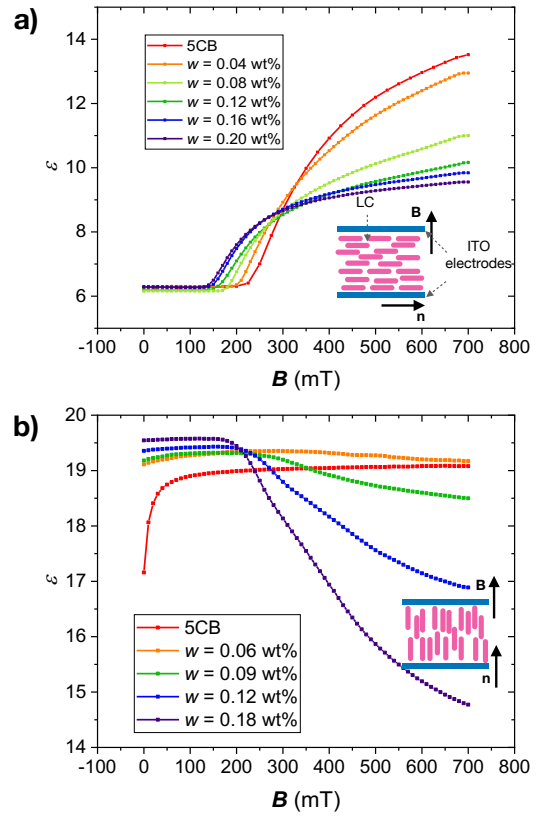 a)
14
12
10
8
6
ε
5CB
w = 0.04 wt%
w = 0.08 wt%
w = 0.12 wt%
w = 0.16 wt%
w = 0.20 wt%
LC
B
ITO
electrodes
n
-100 0 100 200 300 400 500 600 700 800
B (mT)
b)
20
19
18
17
16
15
14
ε
5CB
w = 0.06 wt%
w = 0.09 wt%
w = 0.12 wt%
w = 0.18 wt%
B
n
-100 0 100 200 300 400 500 600 700 800
B (mT)